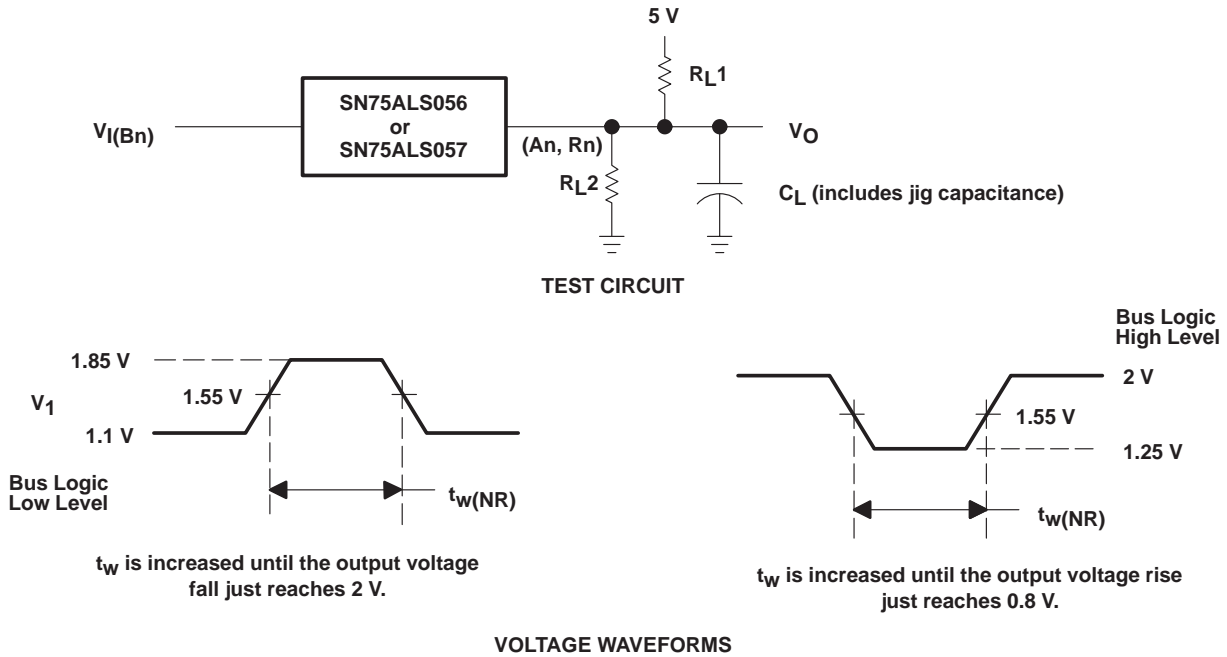 5 V
RL1
SN75ALS056
or
SN75ALS057
VI(Bn)
(An, Rn)
VO
RL2
CL (includes jig capacitance)
TEST CIRCUIT
Bus Logic
High Level
1.85 V
2 V
1.55 V
1.55 V
V1
1.1 V
1.25 V
Bus Logic
Low Level
tw(NR)
tw(NR)
tw is increased until the output voltage
fall just reaches 2 V.
tw is increased until the output voltage rise
just reaches 0.8 V.
VOLTAGE WAVEFORMS